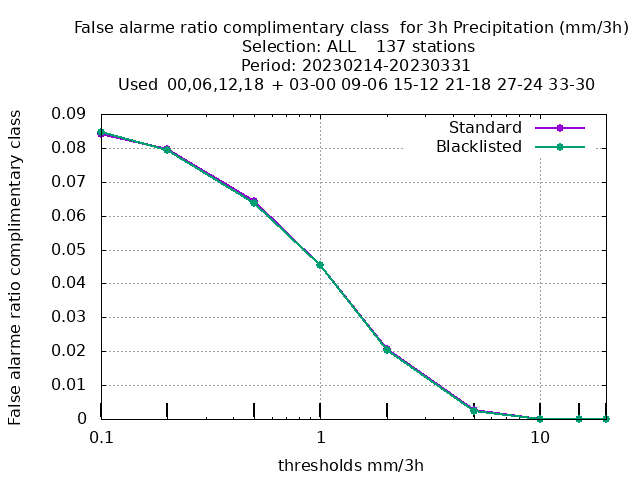 False alarme ratio complimentary class  for 3h Precipitation (mm/3h)
Selection: ALL    137 stations
Period: 20230214-20230331
Used  00,06,12,18  + 03-00 09-06 15-12 21-18 27-24 33-30
False alarme ratio complimentary class
0.09
0.08
0.07
0.06
0.05
0.04
0.03
0.02
0.01
0
Standard
Blacklisted
0.1
1
10
thresholds mm/3h